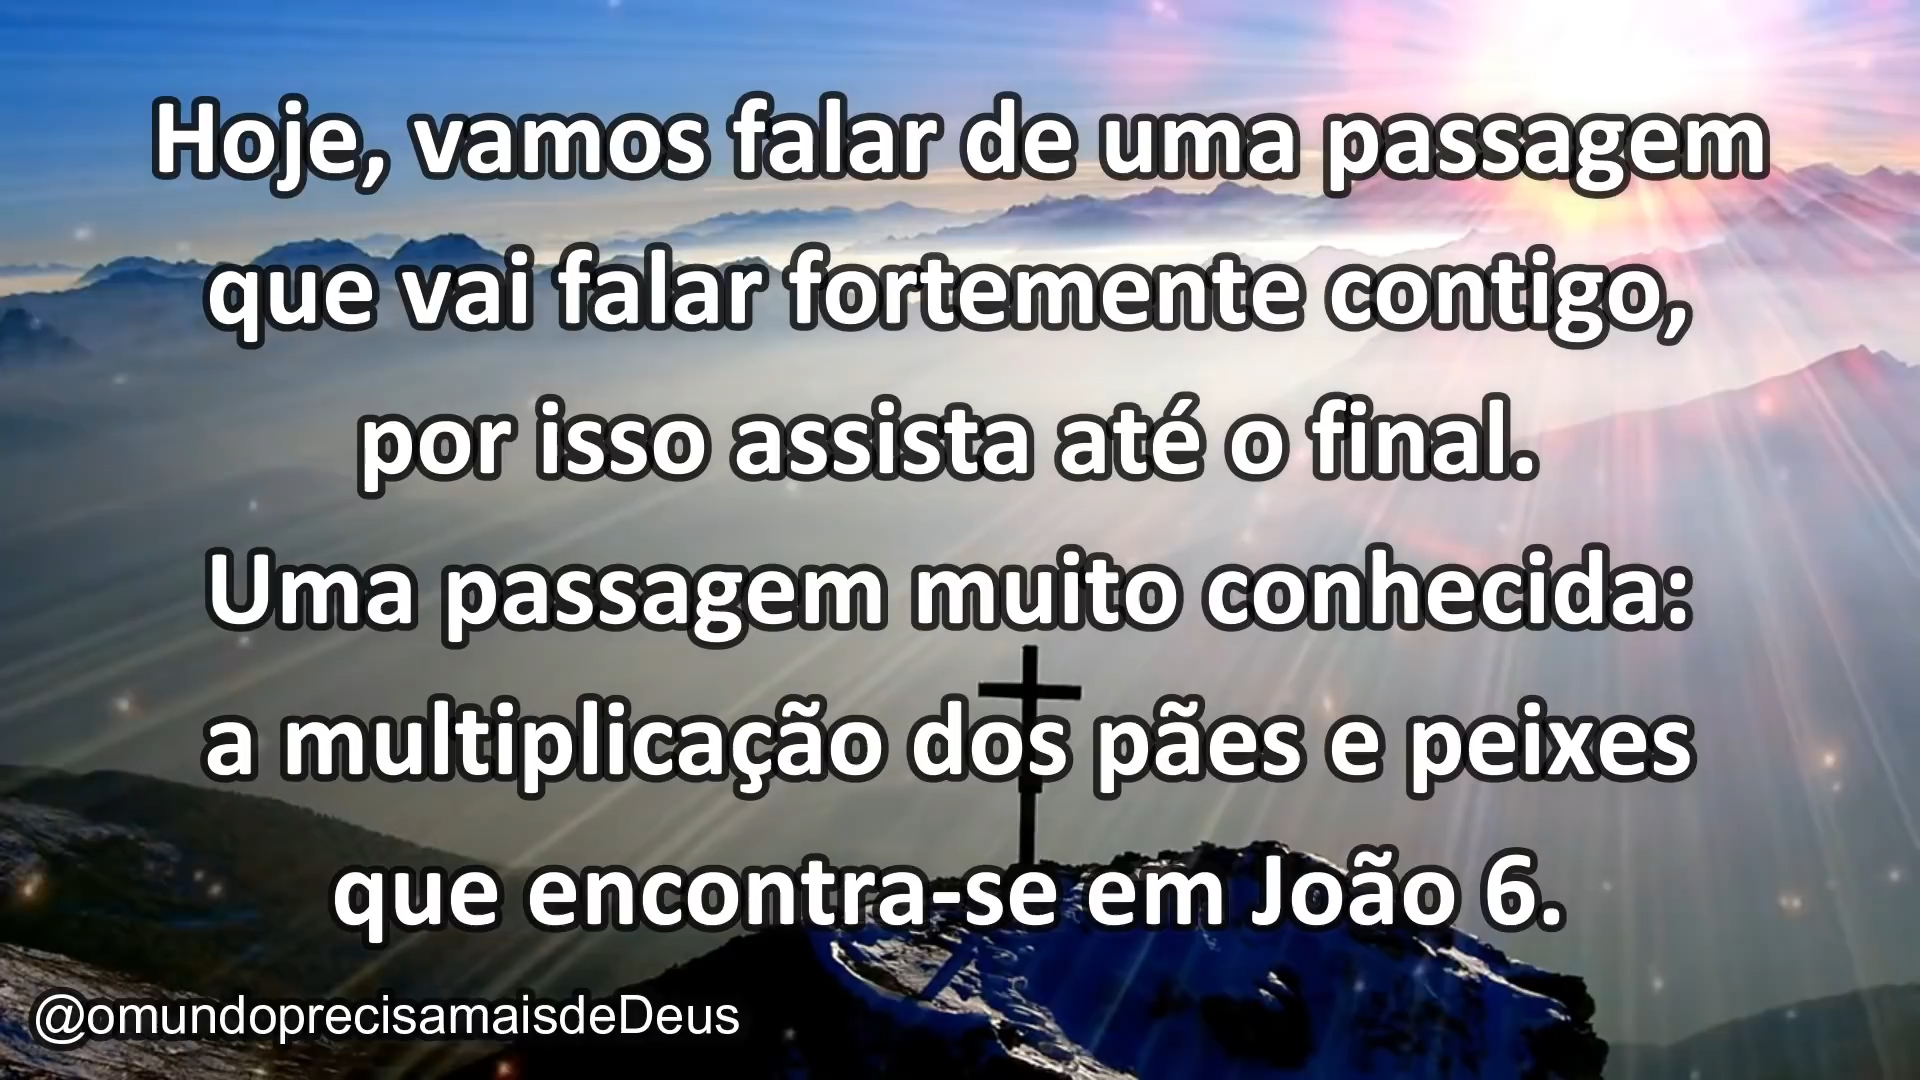 Hoje, vamos falar de uma passagem
que vai falar fortemente contigo,
por isso assista até o final.
Uma passagem muito conhecida:
a multiplicação dos pães e peixes
que encontra-se em João 6.
@omundoprecisamaisdeDeus